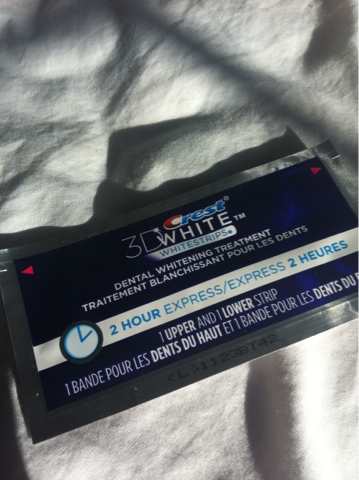 Crest
3D WHITE™
WHITESTRIPS
DENTAL WHITENING TREATMENT
TRAITEMENT BLANCHISSANT POUR LES DENTS
2 HOUR EXPRESS/EXPRESS 2 HEURES
1 UPPER AND 1 LOWER STRIP
1 BANDE POUR LES DENTS DU HAUT ET 1 BANDE POUR LES DENTS DU